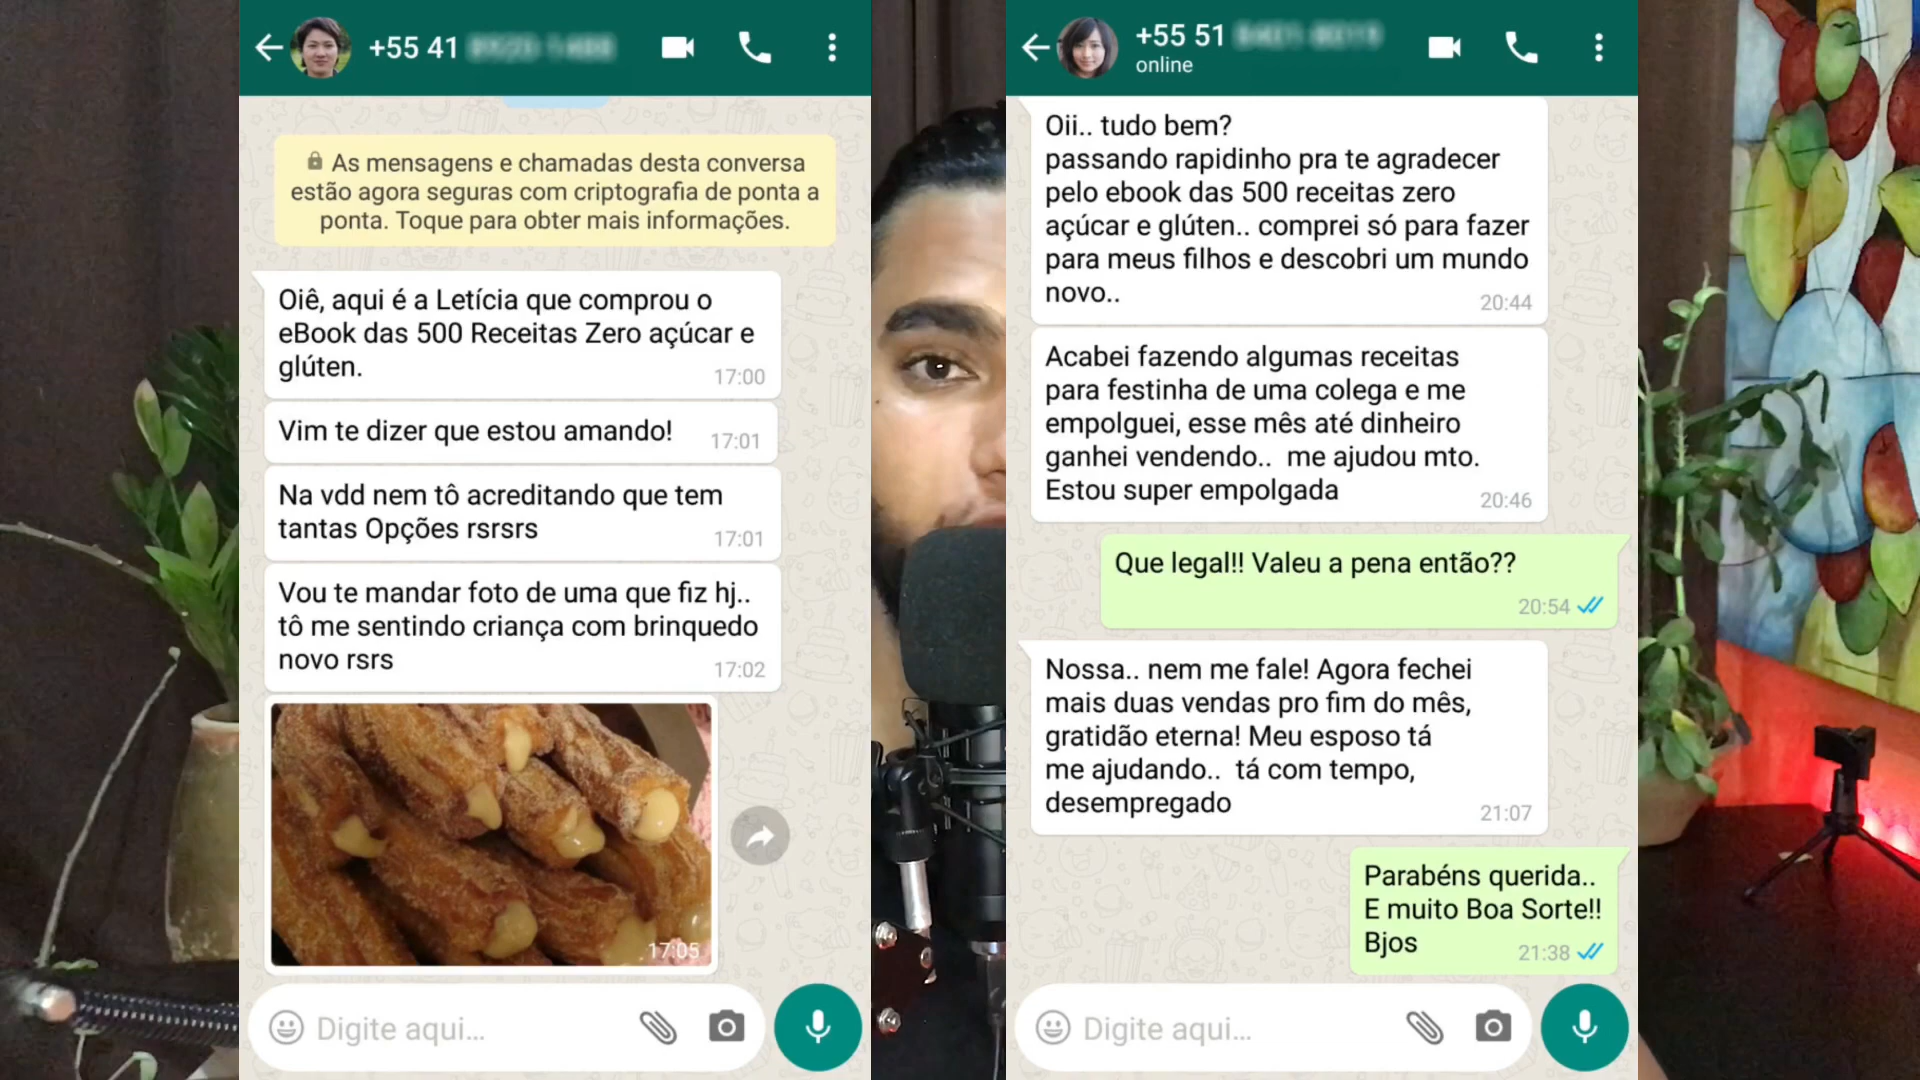 +55 41
As mensagens e chamadas desta conversa
estão agora seguras com criptografia de ponta a
ponta. Toque para obter mais informações.
Oiê, aqui é a Letícia que comprou o
eBook das 500 Receitas Zero açúcar e
glúten.
17:00
Vim te dizer que estou amando!
17:01
Na vdd nem tô acreditando que tem
tantas Opções rsrsrs
17:01
Vou te mandar foto de uma que fiz hj..
tô me sentindo criança com brinquedo
novo rsrs
17:02
17:05
Digite aqui...
+55 51
online
Oii.. tudo bem?
passando rapidinho pra te agradecer
pelo ebook das 500 receitas zero
açúcar e glúten.. comprei só para fazer
para meus filhos e descobri um mundo
novo..
20:44
Acabei fazendo algumas receitas
para festinha de uma colega e me
empolguei, esse mês até dinheiro
ganhei vendendo.. me ajudou mto.
Estou super empolgada
20:46
Que legal!! Valeu a pena então??
20:54
Nossa.. nem me fale! Agora fechei
mais duas vendas pro fim do mês,
gratidão eterna! Meu esposo tá
me ajudando.. tá com tempo,
desempregado
21:07
Parabéns querida..
E muito Boa Sorte!!
Bjos
21:38
Digite aqui...